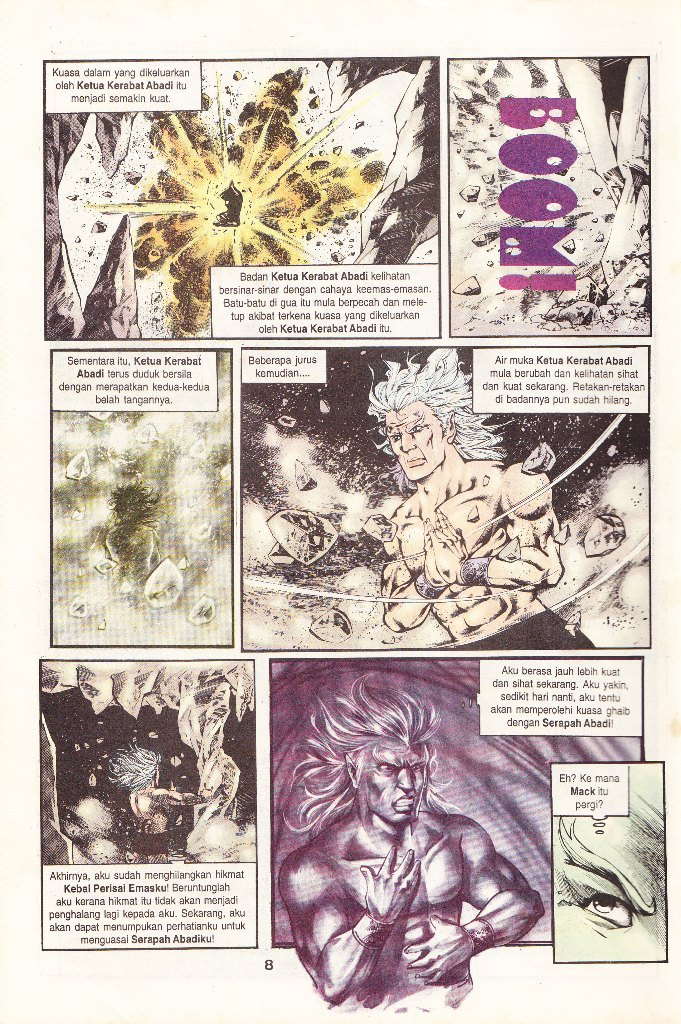 Kuasa dalam yang dikeluarkan
oleh Ketua Kerabat Abadi itu
menjadi semakin kuat.
Badan Ketua Kerabat Abadi kelihatan
bersinar-sinar dengan cahaya keemas-emasan.
Batu-batu di gua itu mula berpecah dan mele-
tup akibat terkena kuasa yang dikeluarkan
oleh Ketua Kerabat Abadi itu.
BOOM!
Sementara itu, Ketua Kerabat
Abadi terus duduk bersila
dengan merapatkan kedua-kedua
belah tangannya.
Beberapa jurus
kemudian....
Air muka Ketua Kerabat Abadi
mula berubah dan kelihatan sihat
dan kuat sekarang. Retakan-retakan
di badannya pun sudah hilang.
Akhirnya, aku sudah menghilangkan hikmat
Kebal Perisai Emasku! Beruntunglah
aku kerana hikmat itu tidak akan menjadi
penghalang lagi kepada aku. Sekarang, aku
akan dapat menumpukan perhatianku untuk
menguasai Serapah Abadiku!
Aku berasa jauh lebih kuat
dan sihat sekarang. Aku yakin,
sedikit hari nanti, aku tentu
akan memperolehi kuasa ghaib
dengan Serapah Abadi!
Eh? Ke mana
Mack itu
pergi?
8